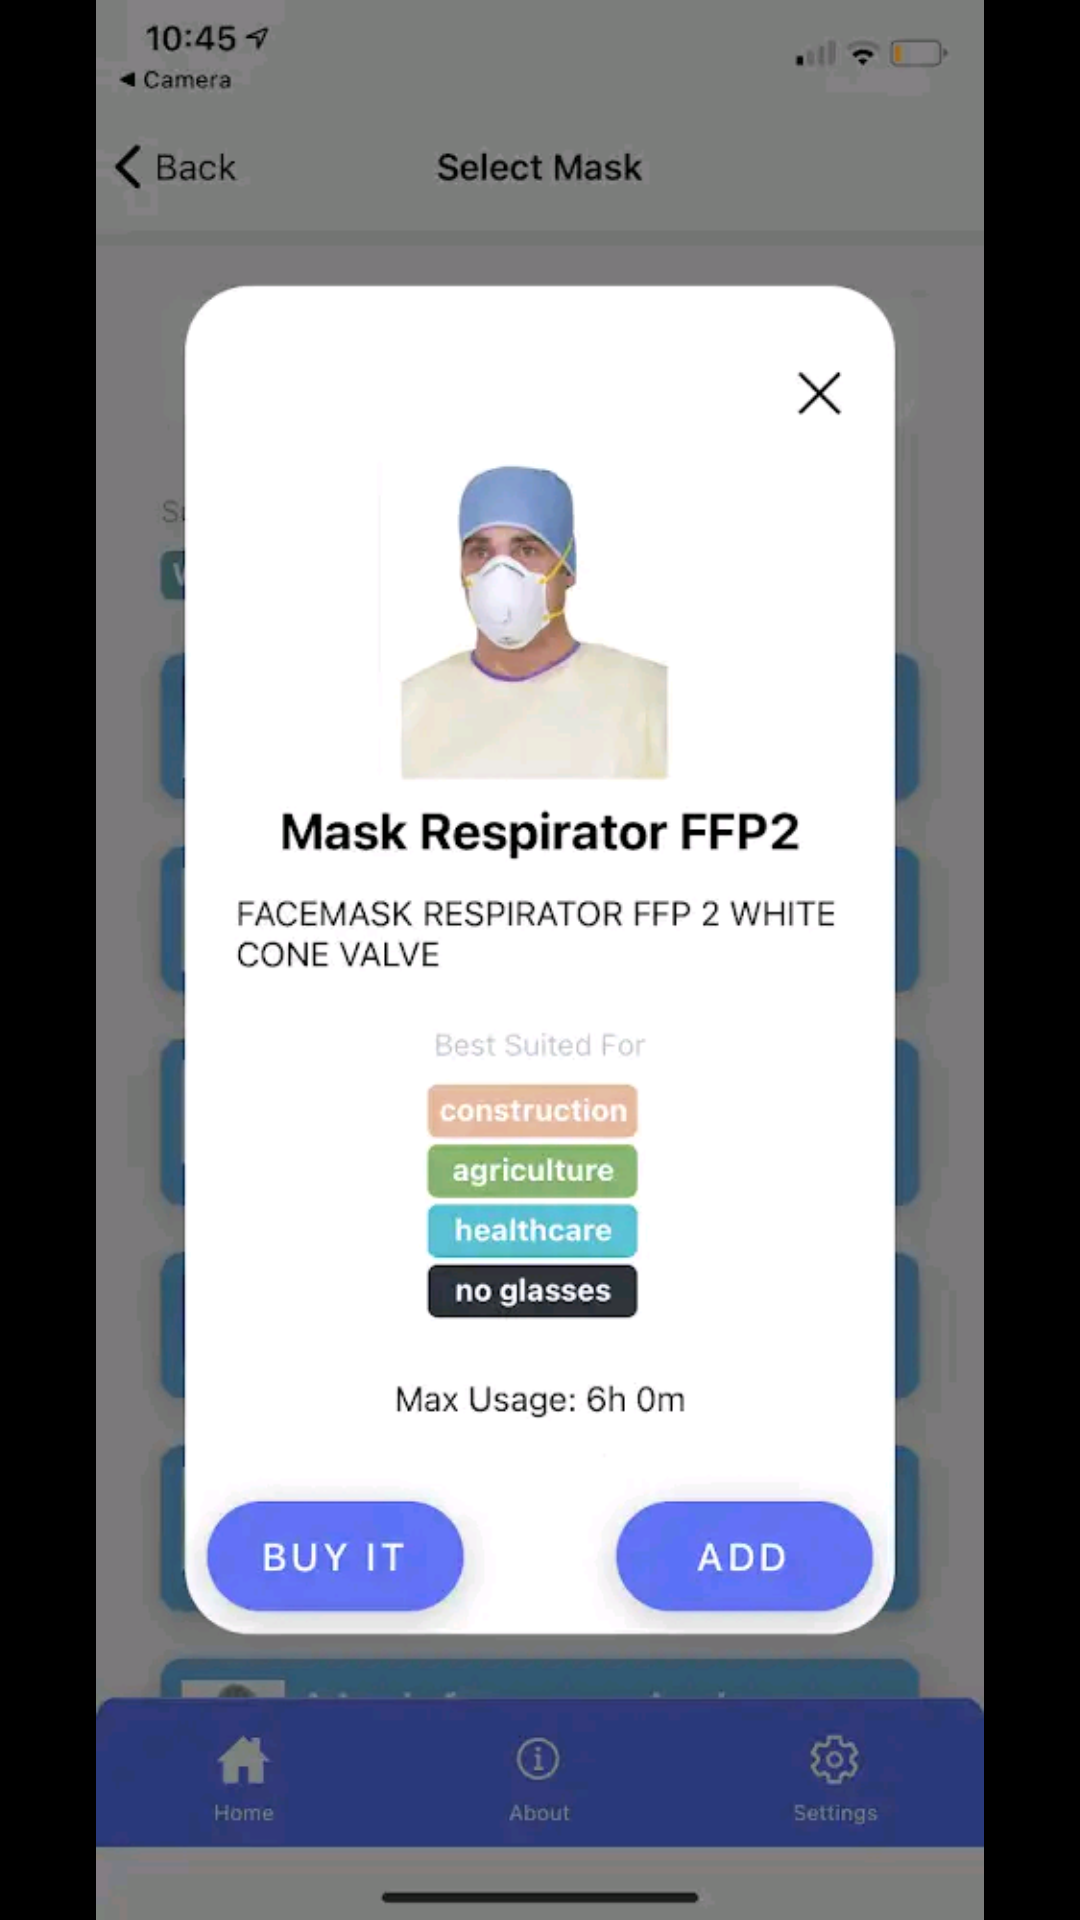 10:45
Camera
Back
Select Mask
Mask Respirator FFP2
FACEMASK RESPIRATOR FFP 2 WHITE
CONE VALVE
Best Suited For
construction
agriculture
healthcare
no glasses
Max Usage: 6h 0m
BUY IT
ADD
Home
About
Settings